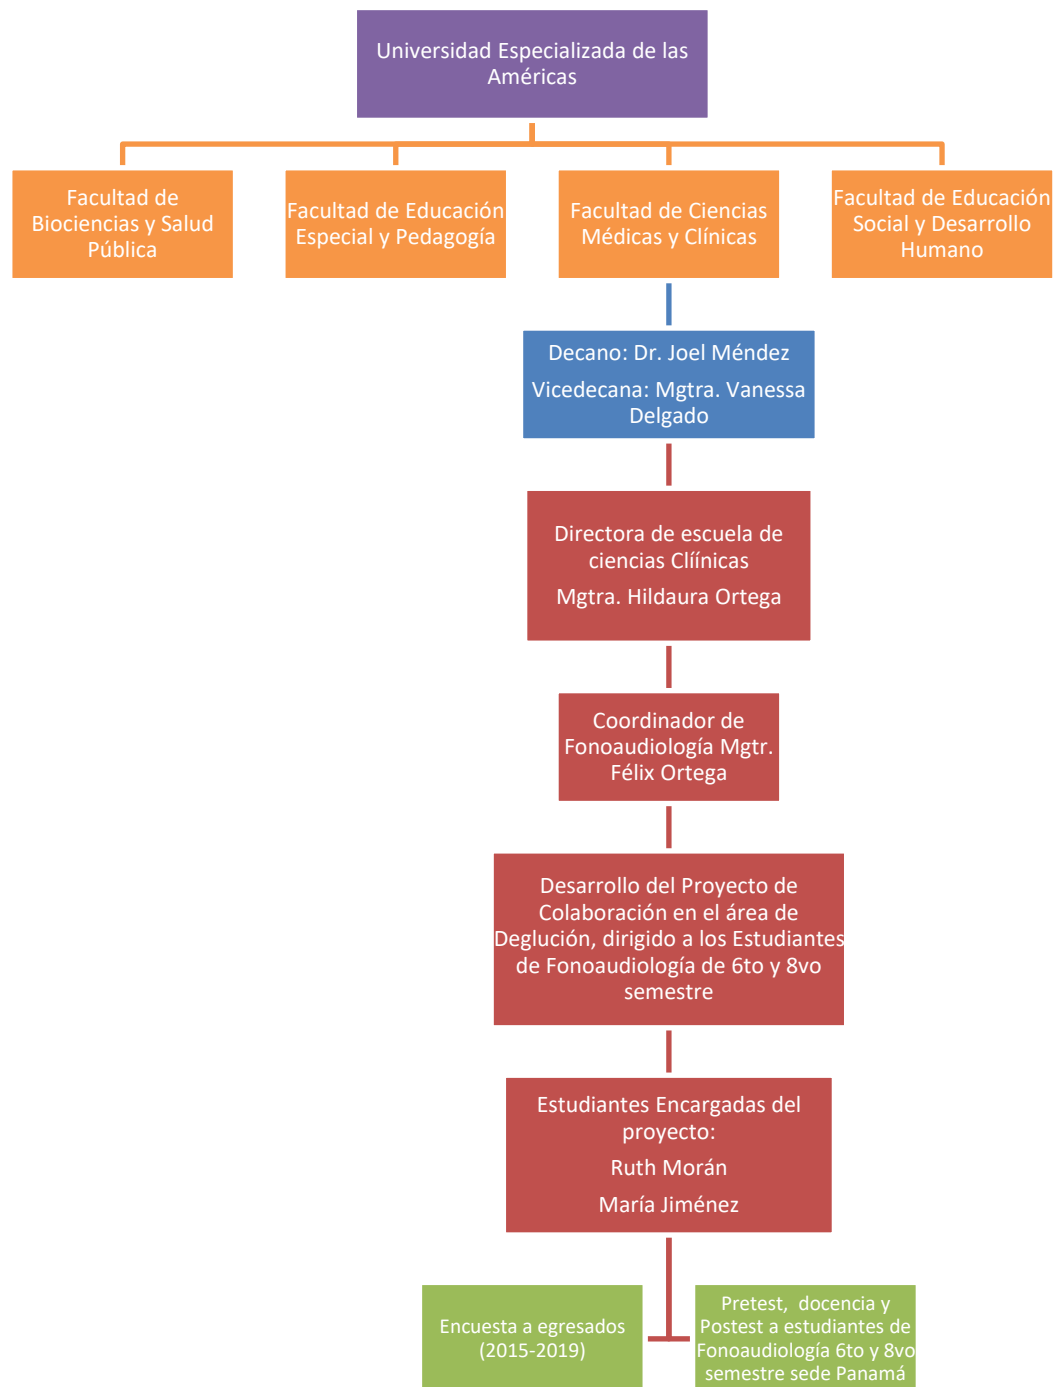 Universidad Especializada de las
Américas
Facultad de
Biociencias y Salud
Pública
Facultad de Educación
Especial y Pedagogía
Facultad de Ciencias
Médicas y Clínicas
Facultad de Educación
Social y Desarrollo
Humano
Decano: Dr. Joel Méndez
Vicedecana: Mgtra. Vanessa
Delgado
Directora de escuela de
ciencias Clíínicas
Mgtra. Hildaura Ortega
Coordinador de
Fonoaudiología Mgtr.
Félix Ortega
Desarrollo del Proyecto de
Colaboración en el área de
Deglución, dirigido a los Estudiantes
de Fonoaudiología de 6to y 8vo
semestre
Estudiantes Encargadas del
proyecto:
Ruth Morán
María Jiménez
Encuesta a egresados
(2015-2019)
Pretest, docencia y
Postest a estudiantes de
Fonoaudiología 6to y 8vo
semestre sede Panamá